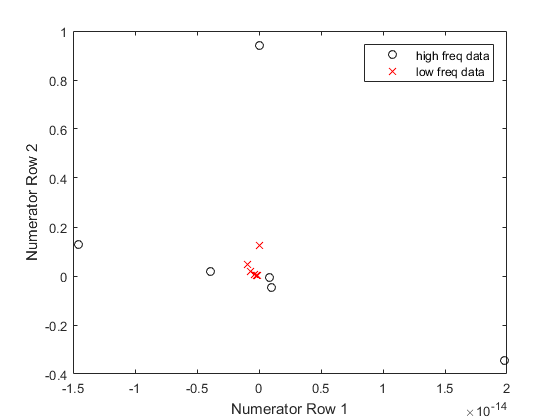 1
0.8
0.6
0.4
0.2
0
-0.2
-0.4
Numerator Row 2
high freq data
low freq data
-1.5 -1 -0.5 0 0.5 1 1.5 2
×10-14
Numerator Row 1